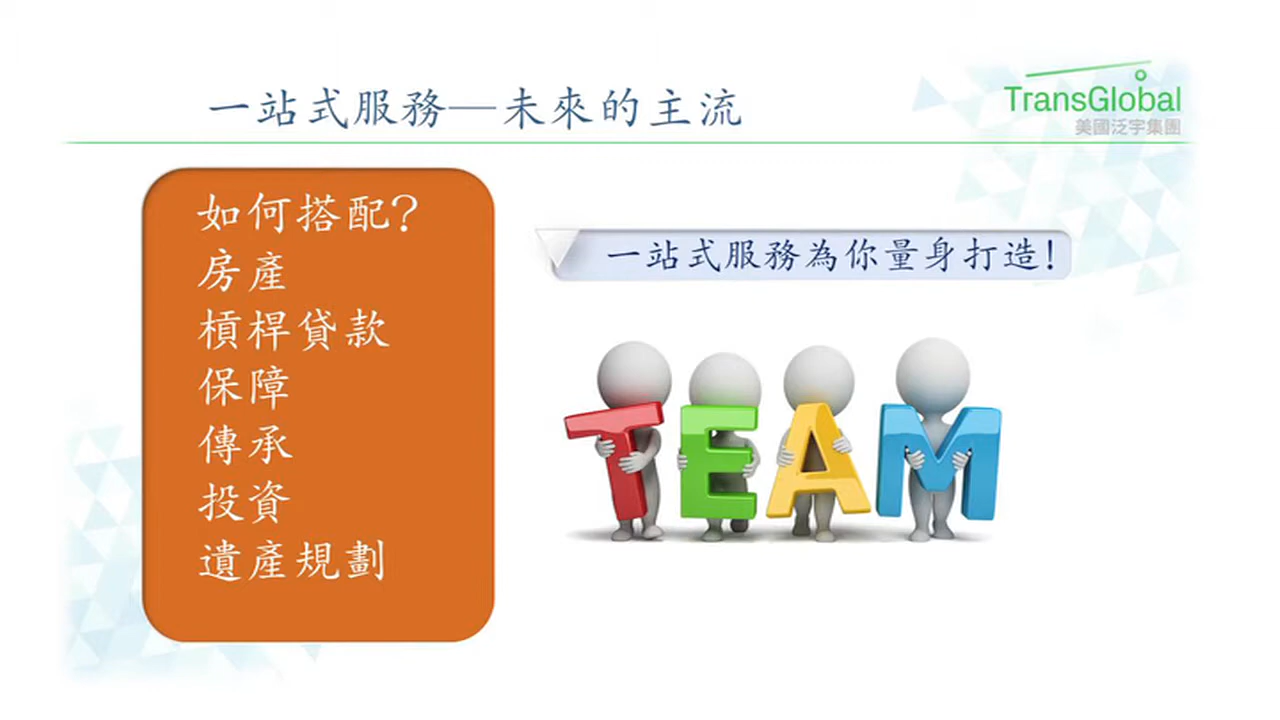 一站式服務—未來的主流
TransGlobal
美國泛宇集團
如何搭配?
房產
槓桿貸款
保障
傳承
投資
遺產規劃
一站式服務為你量身打造!
TEAM